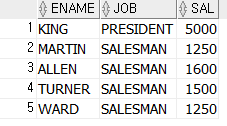 ENAME JOB SAL
1 KING PRESIDENT 5000
2 MARTIN SALESMAN 1250
3 ALLEN SALESMAN 1600
4 TURNER SALESMAN 1500
5 WARD SALESMAN 1250